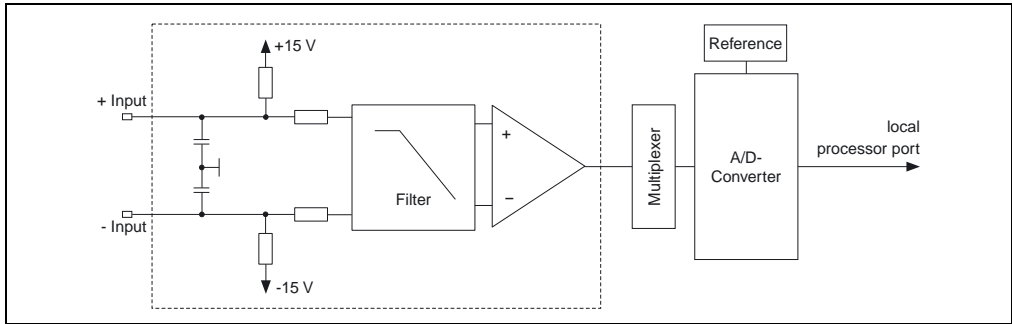 +15 V
Reference
+ Input
local
processor port
+
Multiplexer
A/D-
Converter
Filter
−
- Input
-15 V